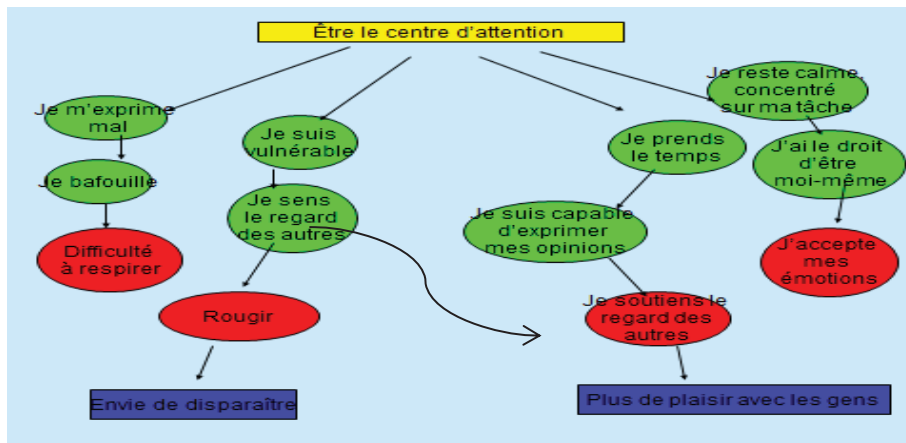 Être le centre d'attention
Je m'exprime
mal
Je bafouille
Difficulté
à respirer
Je suis
vulnérable
Je sens
le regard
des autres
Rougir
Envie de disparaître
Je prends
le temps
Je suis capable
d'exprimer
mes opinions
Je soutiens le
regard des
autres
Je reste calme,
concentré
sur ma tâche
J'ai le droit
d'être
moi-même
J'accepte
mes
émotions
Plus de plaisir avec les gens